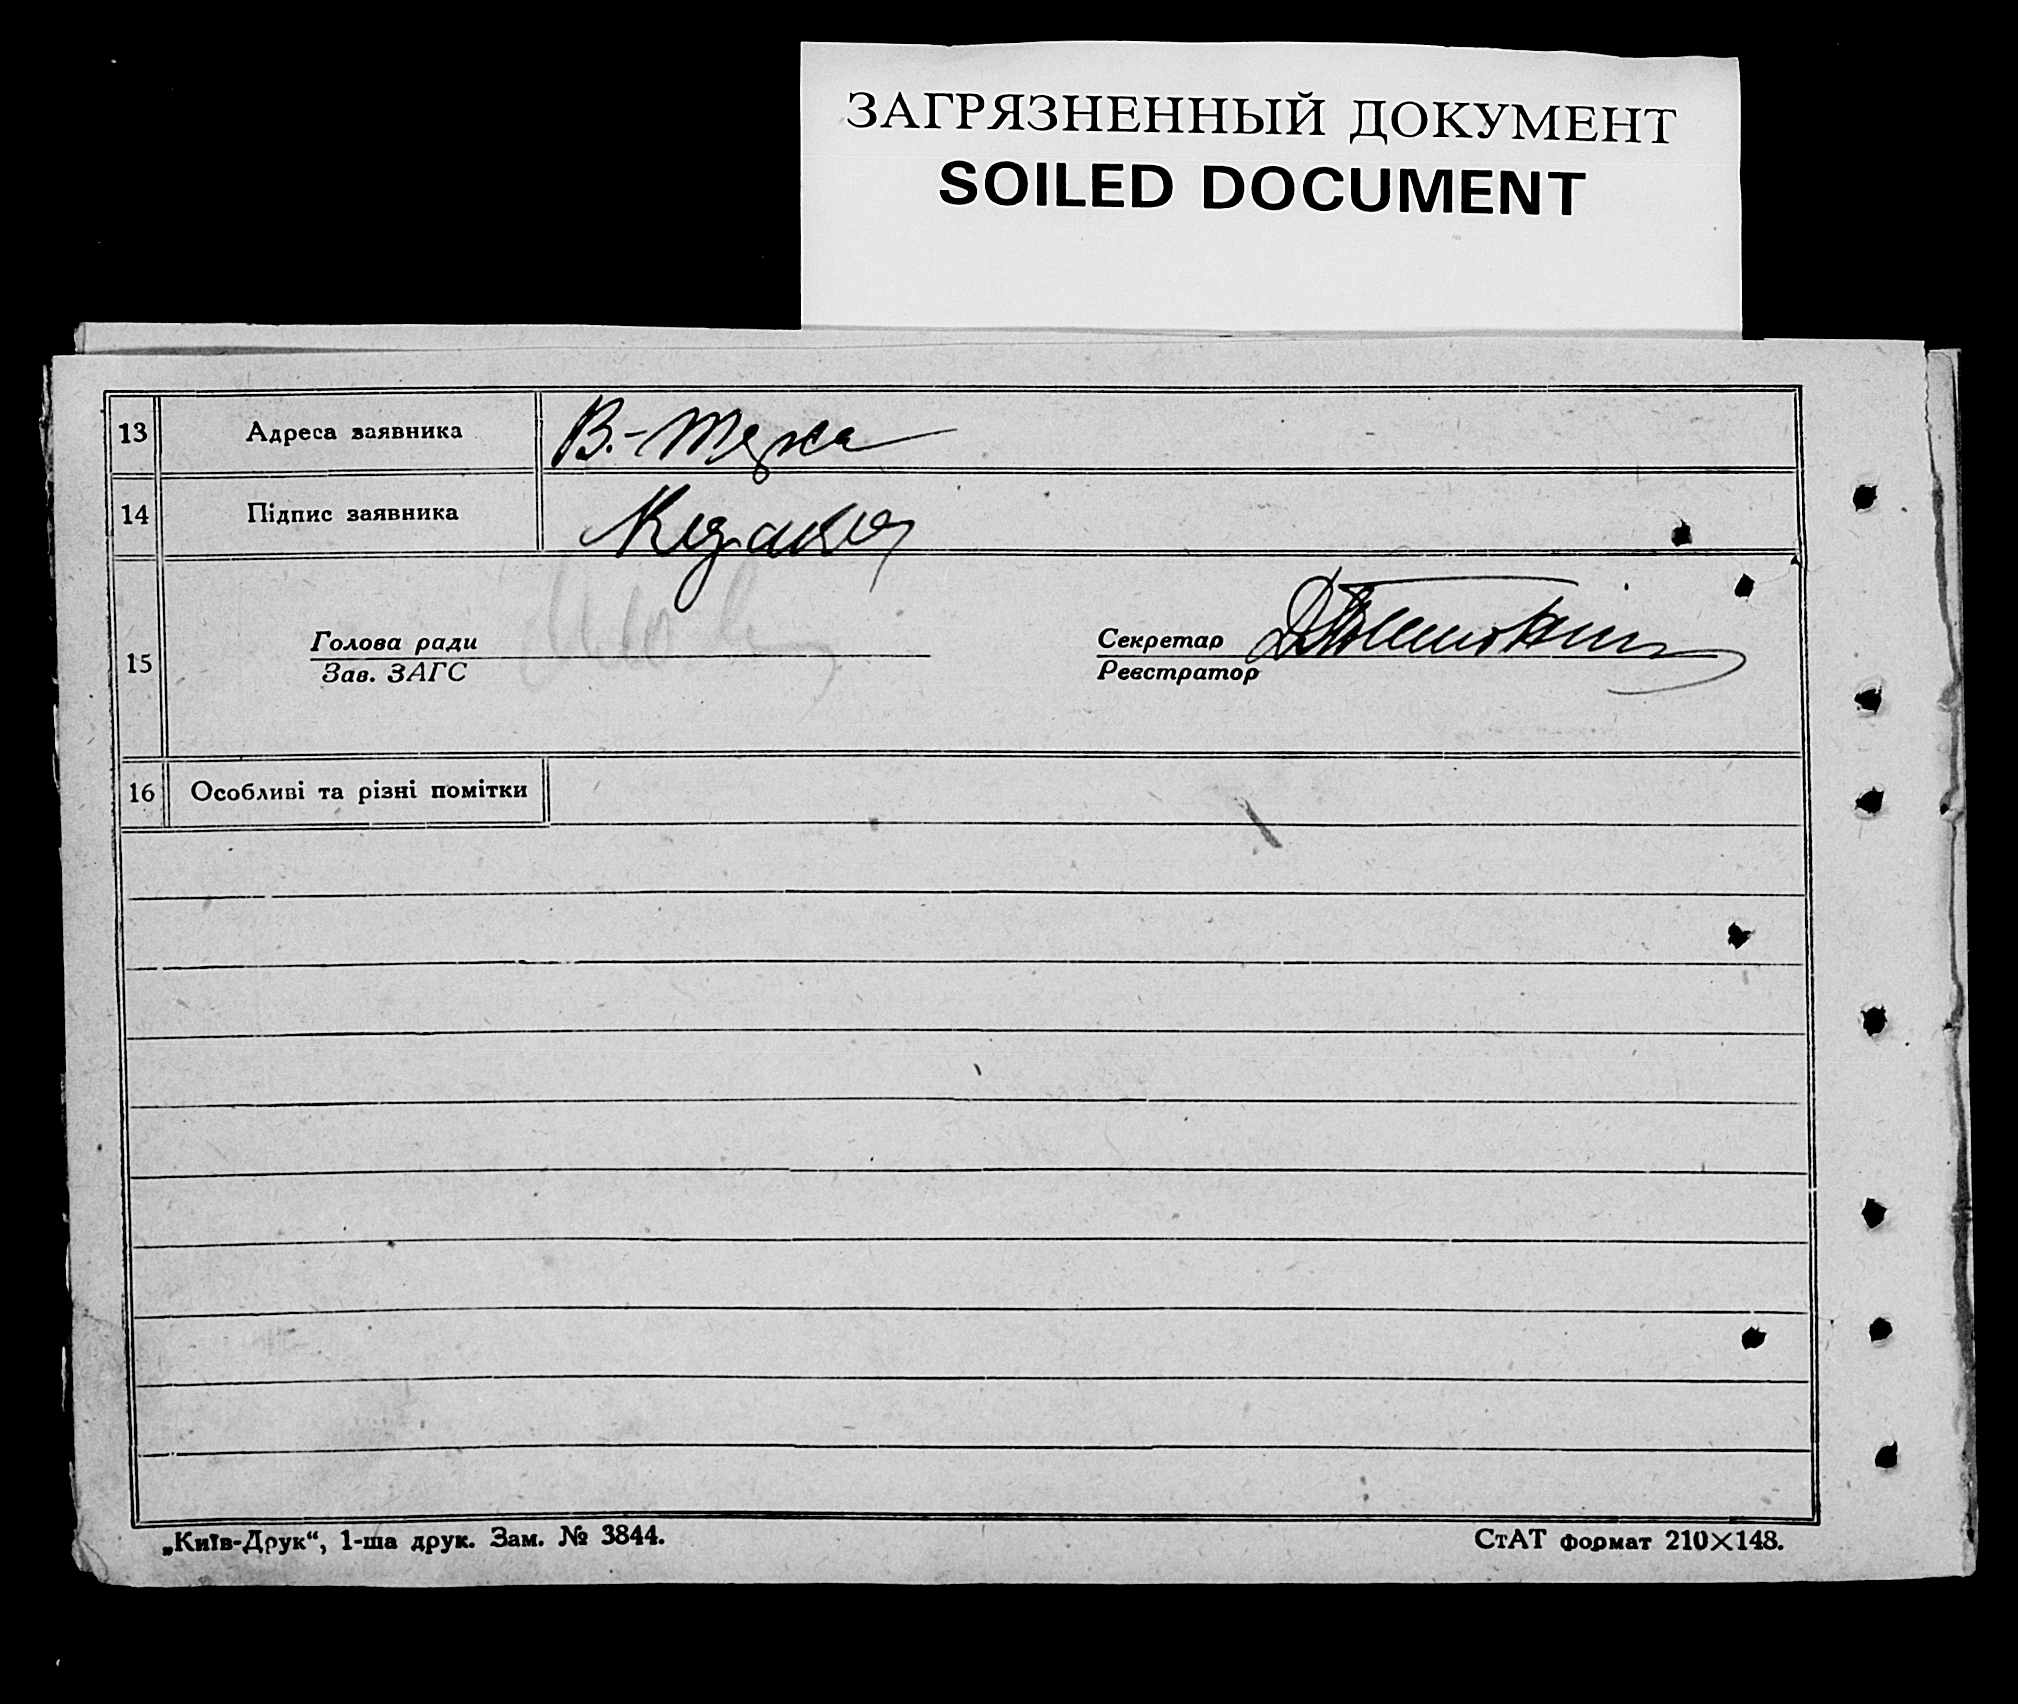 ЗАГРЯЗНЕННЫЙ ДОКУМЕНТ
SOILED DOCUMENT
13 Адреса заявника В.-
14 Підпис заявника
15 Голова ради
Зав. ЗАГС
Секретар
Реєстратор
16 Особливі та різні помітки
„Київ-Друк“, 1-ша друк. Зам. № 3844.
СтАТ формат 210×148.